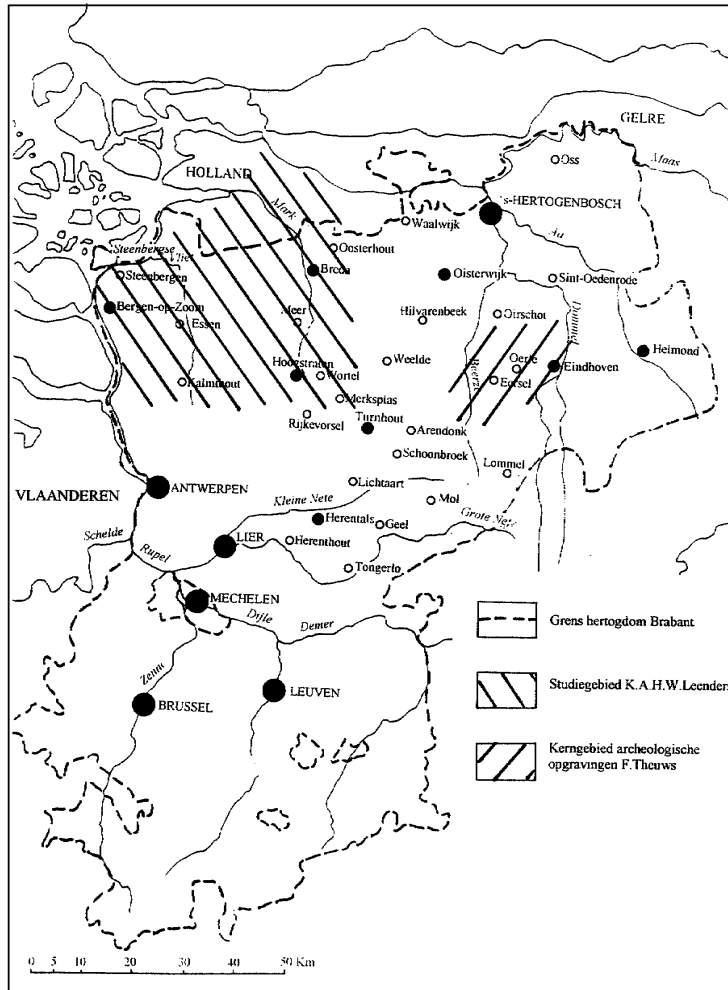 GELRE
Oss
Maas
HOLLAND
's-HERTOGENBOSCH
Mark
Waalwijk
Aa
Oosterhout
Steenbergse
Vliet
Steenbergen
Breda
Oisterwijk
Sint-Oedenrode
Bergen-op-Zoom
Essen
Meer
Hilvarenbeek
Oirschot
Dommel
Helmond
Weelde
Beerze
Oerle
Eindhoven
Hoogstraten
Wortel
Eersel
Kalmthout
Merksplas
Rijkevorsel
Turnhout
Arendonk
Schoonbroek
Lommel
Lichtaart
VLAANDEREN
ANTWERPEN
Kleine Nete
Mol
Herentals
Geel
Grote Nete
Schelde
Rupel
LIER
Herenthout
Tongerlo
MECHELEN
Dijle
Demer
Zenne
BRUSSEL
LEUVEN
Grens hertogdom Brabant
Studiegebied K.A.H.W.Leenders
Kerngebied archeologische
opgravingen F.Theuws
0 5 10 20 30 40 50 Km